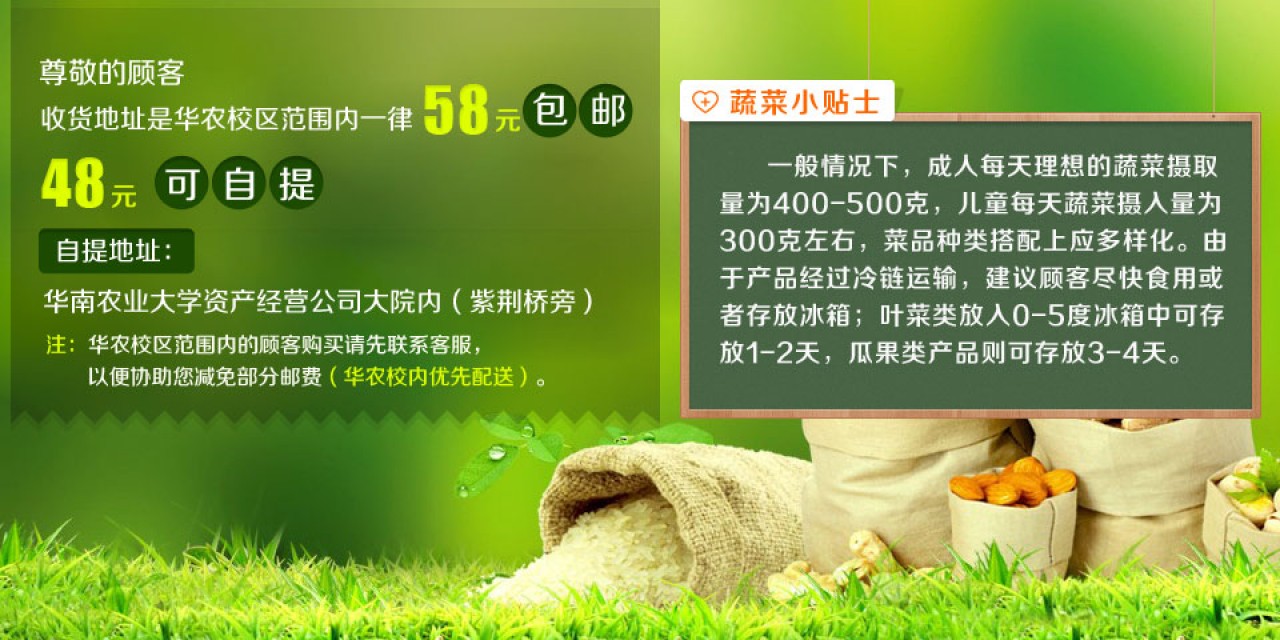 尊敬的顾客
收货地址是华农校区范围内一律 58元 包邮
48元 可自提
自提地址：
华南农业大学资产经营公司大院内（紫荆桥旁）
注：华农校区范围内的顾客购买请先联系客服，
以便协助您减免部分邮费（华农校内优先配送）。
蔬菜小贴士
一般情况下，成人每天理想的蔬菜摄取
量为400-500克，儿童每天蔬菜摄入量为
300克左右，菜品种类搭配上应多样化。由
于产品经过冷链运输，建议顾客尽快食用或
者存放冰箱；叶菜类放入0-5度冰箱中可存
放1-2天，瓜果类产品则可存放3-4天。